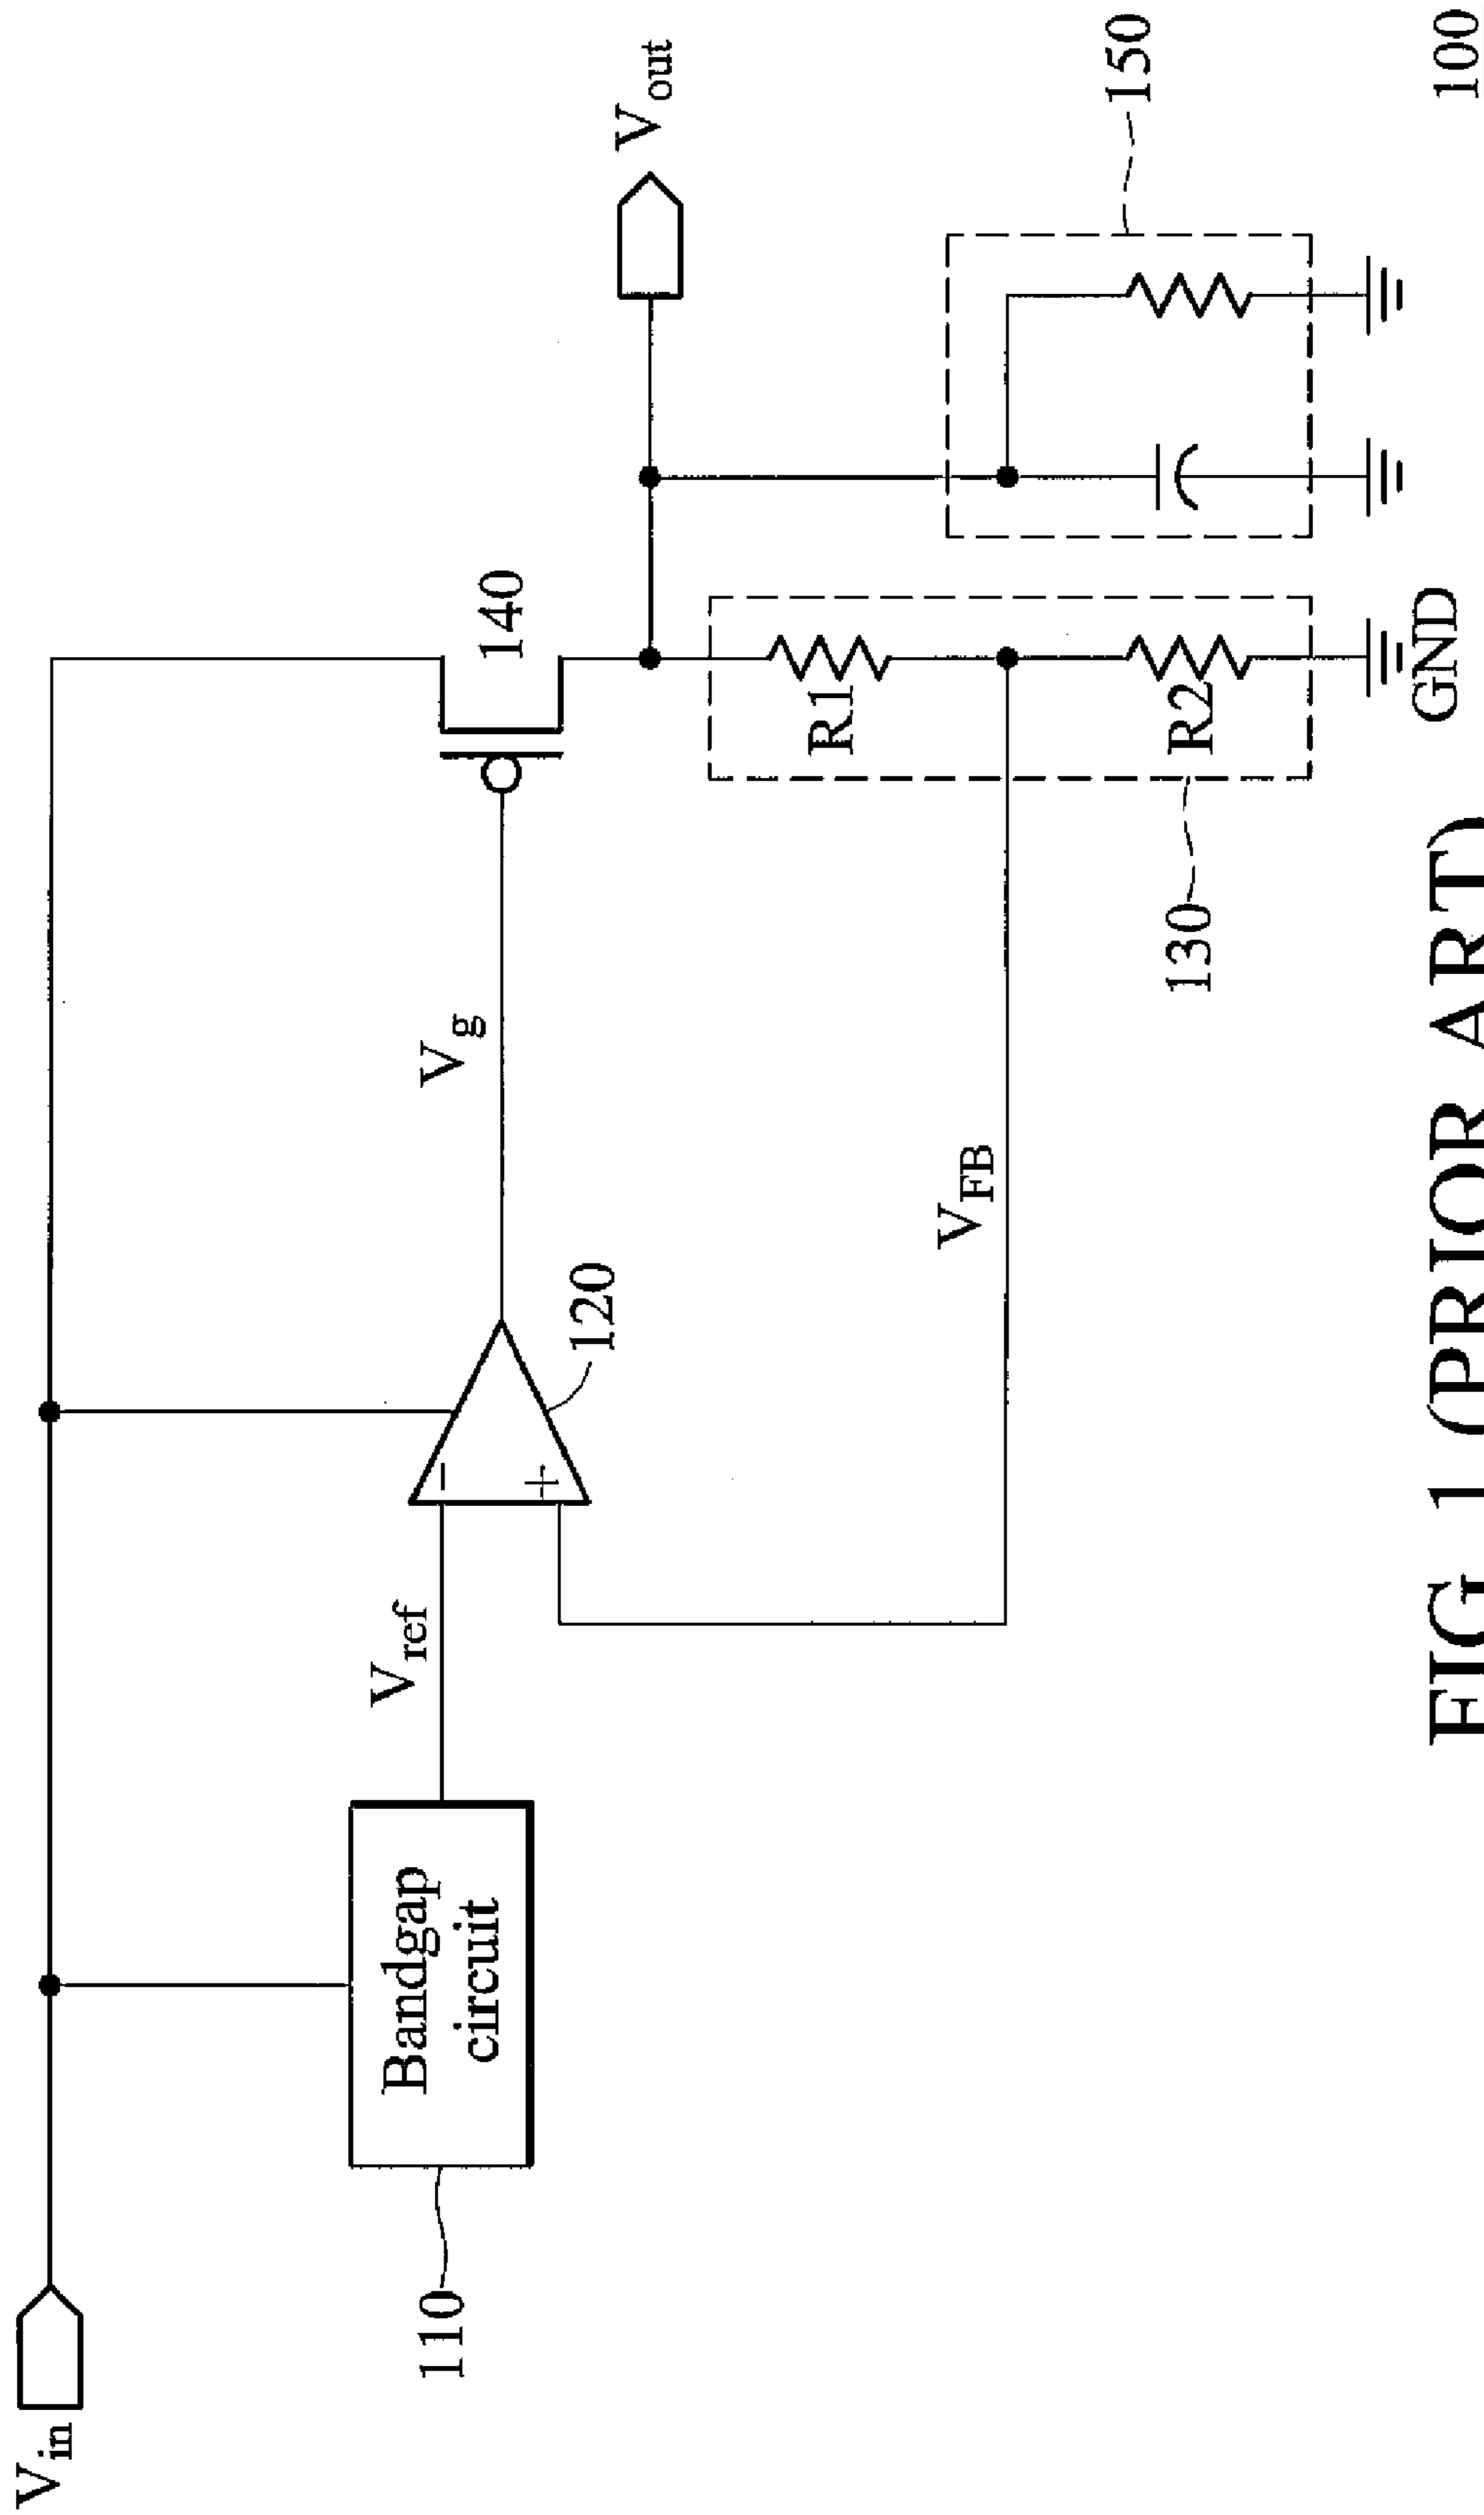 Vin
Vout
140
Vg
Vref
120
Bandgap
circuit
110
R1
VFB
150
R2
130
GND
100
FIG 1 (PRIOR ART)